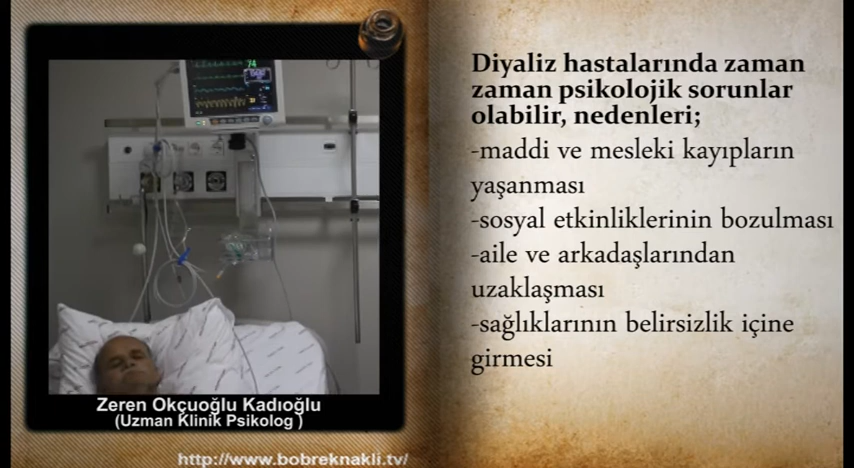 74
Diyaliz hastalarında zaman
zaman psikolojik sorunlar
olabilir, nedenleri;
-maddi ve mesleki kayıpların
yaşanması
-sosyal etkinliklerinin bozulması
-aile ve arkadaşlarından
uzaklaşması
-sağlıklarının belirsizlik içine
girmesi
Zeren Okçuoğlu Kadıoğlu
(Uzman Klinik Psikolog )
http://www.bobreknakli.tv/